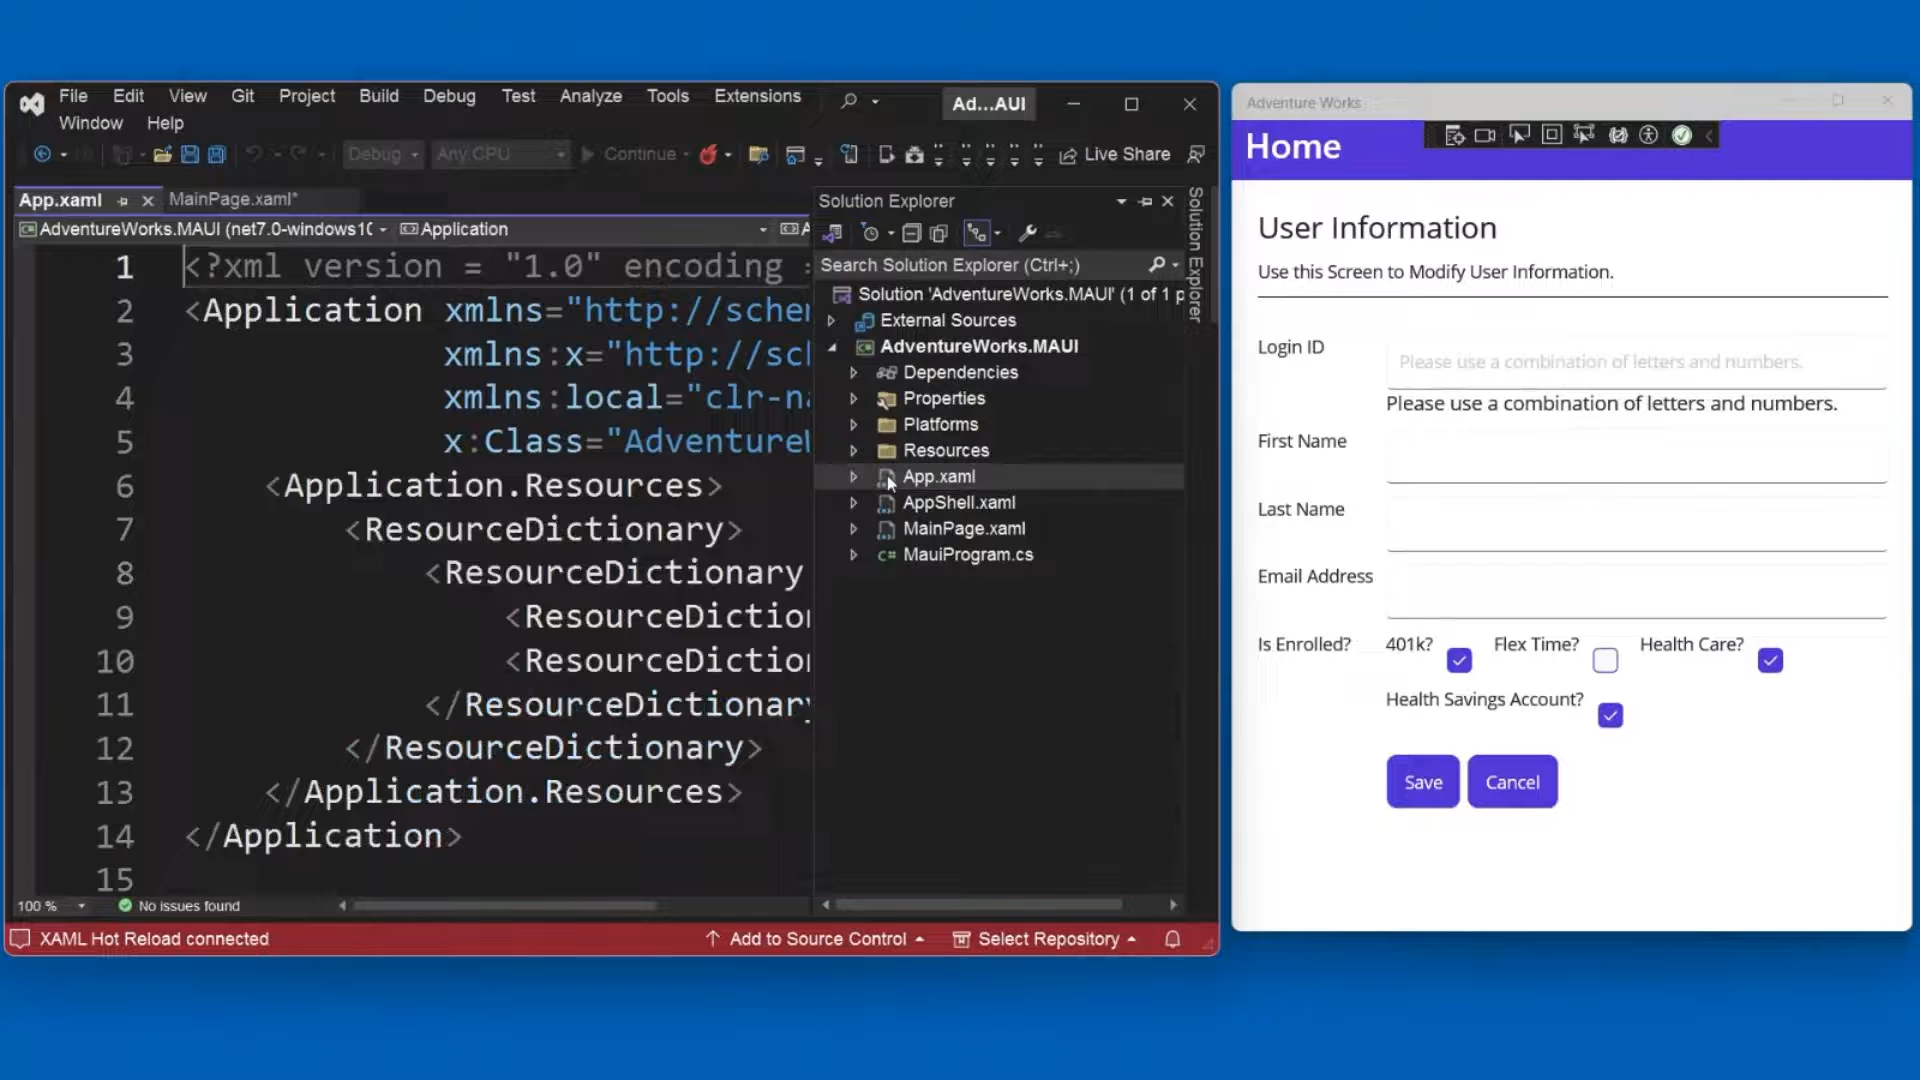 File Edit View Git Project Build Debug Test Analyze Tools Extensions
Window Help
Ad...AUI
Debug Any CPU Continue Live Share
App.xaml MainPage.xaml*
AdventureWorks.MAUI (net7.0-windows10 Application
1 <?xml version = "1.0" encoding =
2 <Application xmlns="http://schem
3 xmlns:x="http://sch
4 xmlns:local="clr-na
5 x:Class="AdventureW
6 <Application.Resources>
7 <ResourceDictionary>
8 <ResourceDictionary
9 <ResourceDiction
10 <ResourceDiction
11 </ResourceDictionary
12 </ResourceDictionary>
13 </Application.Resources>
14 </Application>
15
100 % No issues found
Solution Explorer
Search Solution Explorer (Ctrl+;)
Solution 'AdventureWorks.MAUI' (1 of 1 p
External Sources
AdventureWorks.MAUI
Dependencies
Properties
Platforms
Resources
App.xaml
AppShell.xaml
MainPage.xaml
C# MauiProgram.cs
Solution Explorer
XAML Hot Reload connected Add to Source Control Select Repository
Adventure Works
Home
User Information
Use this Screen to Modify User Information.
Login ID
Please use a combination of letters and numbers.
Please use a combination of letters and numbers.
First Name
Last Name
Email Address
Is Enrolled? 401k? Flex Time? Health Care?
Health Savings Account?
Save Cancel